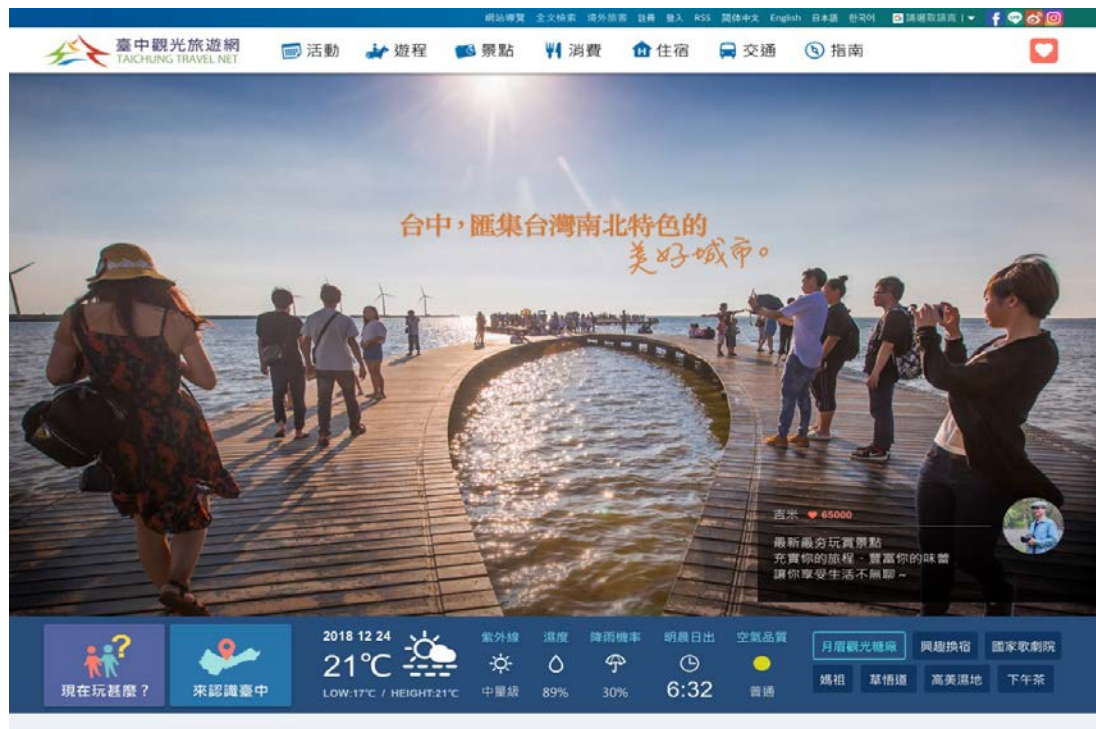 網站導覽 全文檢索 境外旅客 註冊 登入 RSS 简体中文 English 日本語 한국어 請選取語言
臺中觀光旅遊網
TAICHUNG TRAVEL NET
活動 遊程 景點 消費 住宿 交通 指南
台中，匯集台灣南北特色的
美好城市。
吉米 65000
最新最夯玩賞景點
充實你的旅程、豐富你的味蕾
讓你享受生活不無聊～
現在玩甚麼？
來認識臺中
2018 12 24
21℃
LOW:17℃ / HEIGHT:21℃
紫外線 濕度 降雨機率 明晨日出 空氣品質
中量級 89% 30% 6:32 普通
月眉觀光糖廠 興趣換宿 國家歌劇院
媽祖 草悟道 高美濕地 下午茶